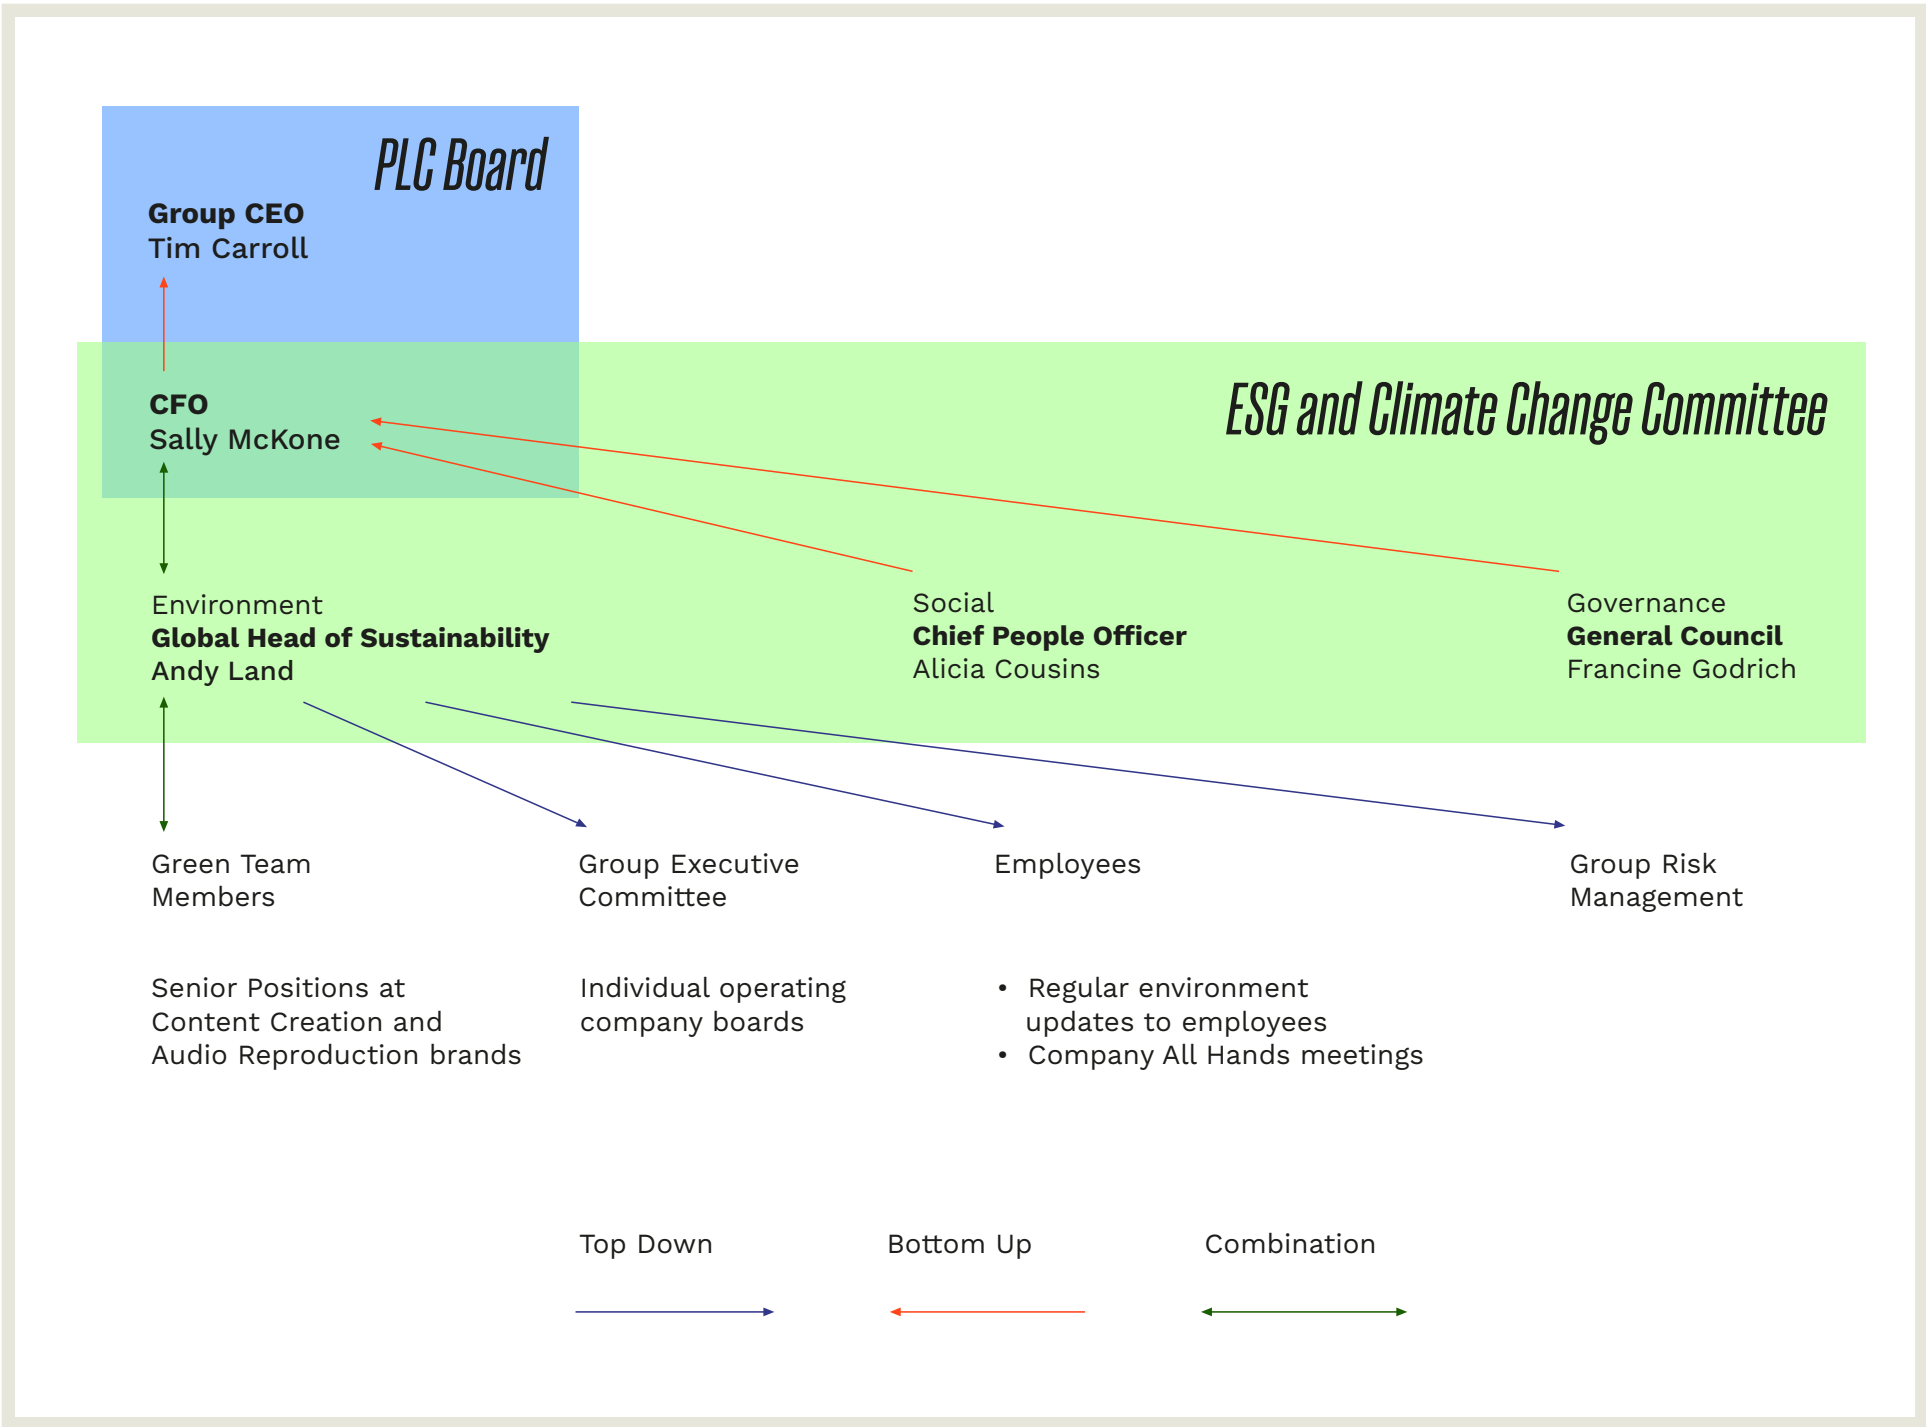 PLC Board
Group CEO
Tim Carroll
ESG and Climate Change Committee
CFO
Sally McKone
Environment
Global Head of Sustainability
Andy Land
Social
Chief People Officer
Alicia Cousins
Governance
General Council
Francine Godrich
Green Team
Members
Group Executive
Committee
Employees
Group Risk
Management
Senior Positions at
Content Creation and
Audio Reproduction brands
Individual operating
company boards
• Regular environment
updates to employees
• Company All Hands meetings
Top Down
Bottom Up
Combination